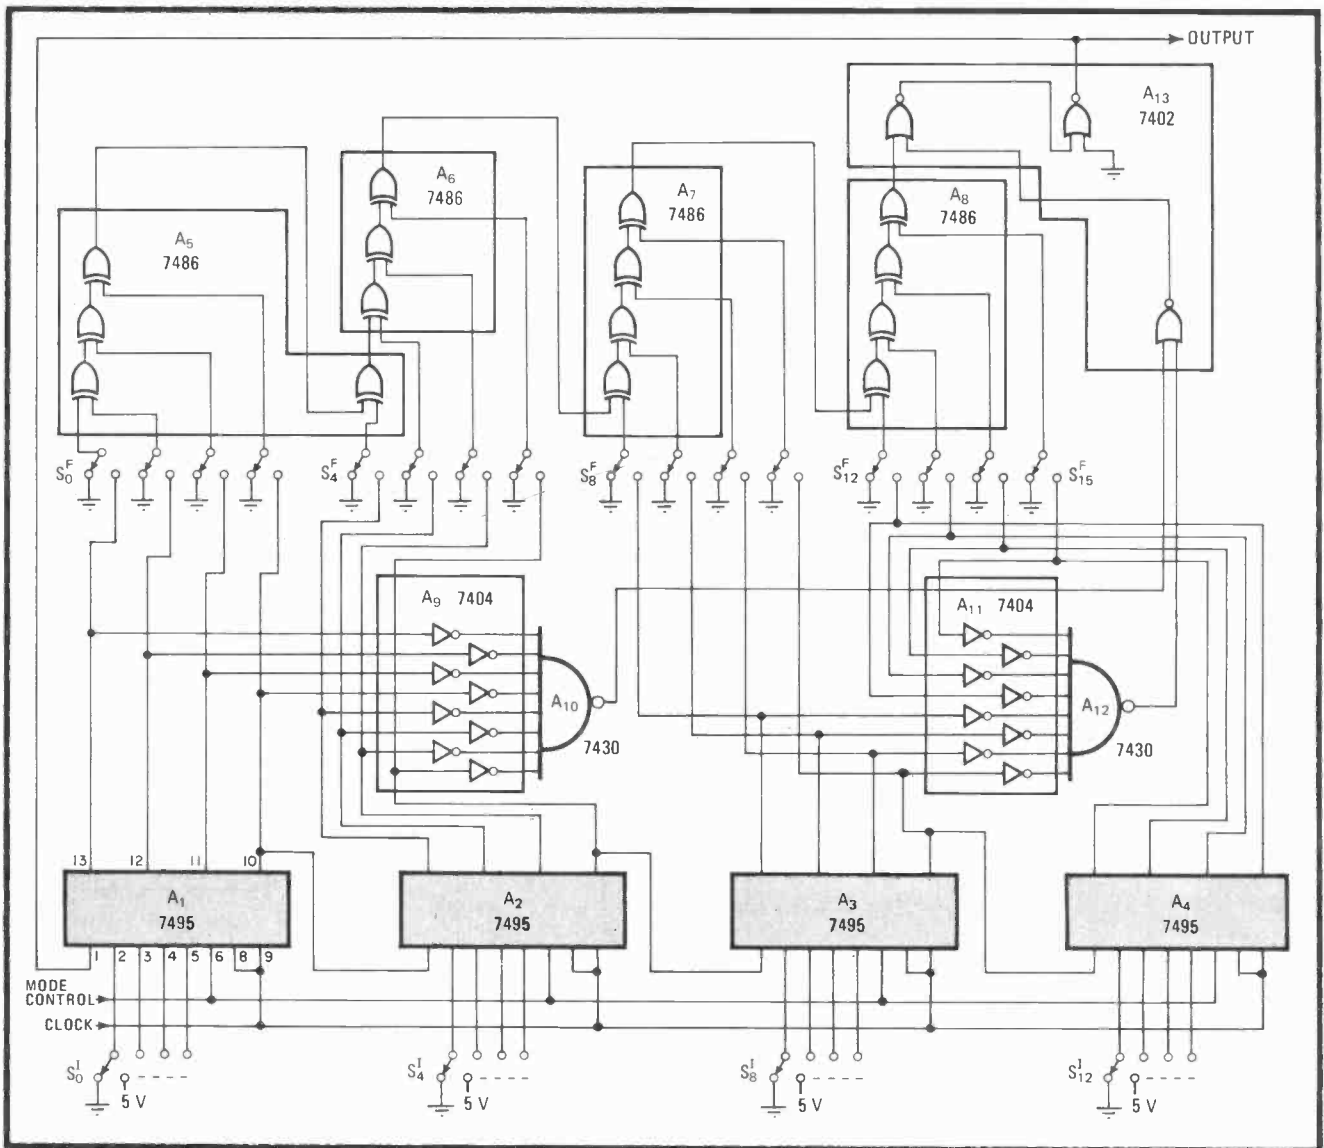 OUTPUT
A13
7402
A6
7486
A7
7486
A8
7486
A5
7486
S0F
S4F
S8F
S12F
S15F
A9 7404
A11 7404
A10
7430
A12
7430
13 12 11 10
A1
7495
A2
7495
A3
7495
A4
7495
1 2 3 4 5 6 8 9
MODE
CONTROL
CLOCK
S0I
5 V
S4I
5 V
S8I
5 V
S12I
5 V